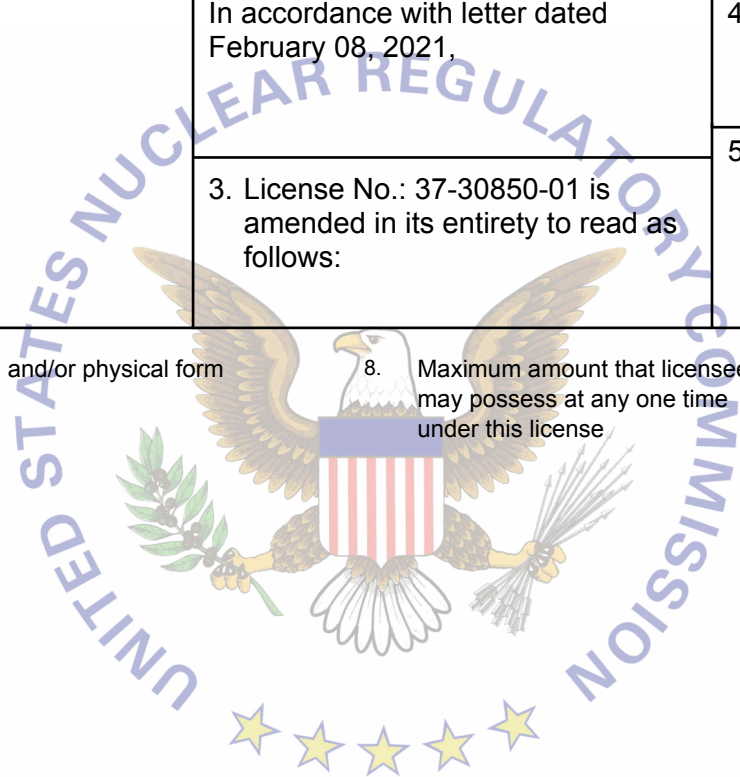 In accordance with letter dated
February 08, 2021,
4
5
3. License No.: 37-30850-01 is
amended in its entirety to read as
follows:
and/or physical form
8. Maximum amount that licensee
may possess at any one time
under this license
UNITED STATES NUCLEAR REGULATORY COMMISSION